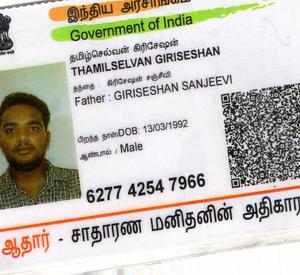 இந்திய அரசாங்கம்
Government of India
தமிழ்செல்வன் கிரிசேஷன்
THAMILSELVAN GIRISESHAN
தந்தை : கிரிசேஷன் சஞ்சீவி
Father : GIRISESHAN SANJEEVI
பிறந்த நாள்/DOB: 13/03/1992
ஆண்பால் / Male
6277 4254 7966
ஆதார் - சாதாரண மனிதனின் அதிகார